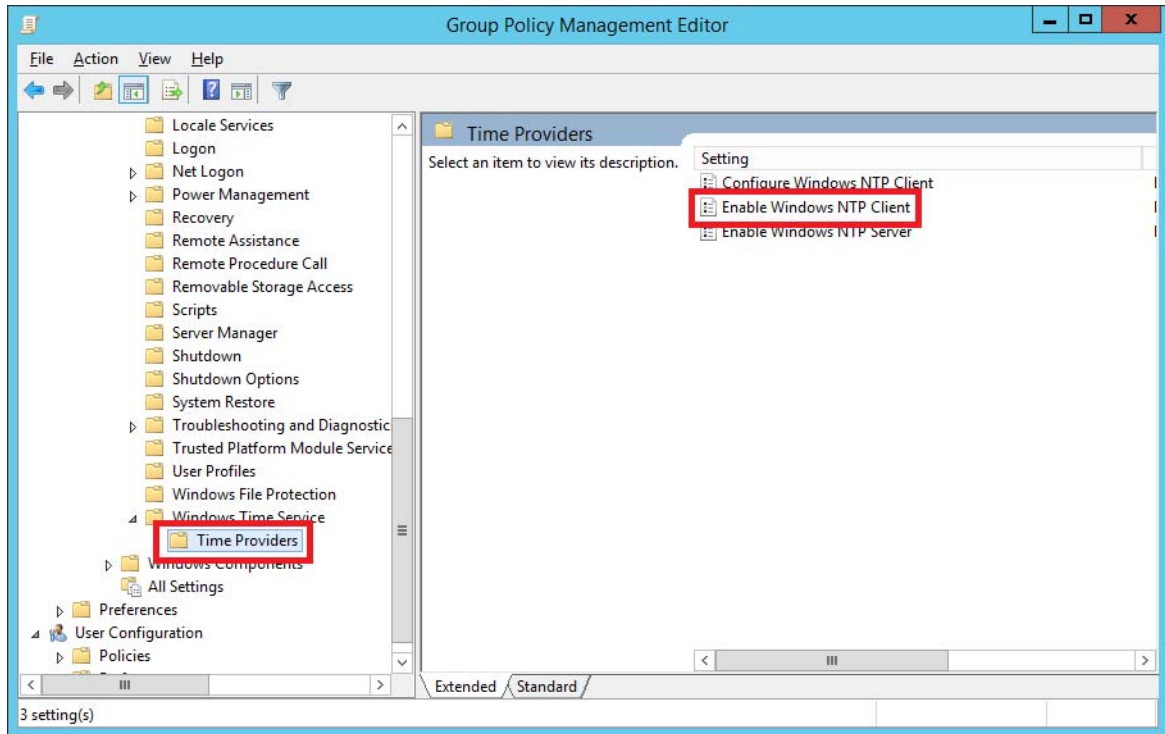 Group Policy Management Editor
File Action View Help
Locale Services
Logon
Net Logon
Power Management
Recovery
Remote Assistance
Remote Procedure Call
Removable Storage Access
Scripts
Server Manager
Shutdown
Shutdown Options
System Restore
Troubleshooting and Diagnostic
Trusted Platform Module Service
User Profiles
Windows File Protection
Windows Time Service
Time Providers
Windows Components
All Settings
Preferences
User Configuration
Policies
Time Providers
Select an item to view its description.
Setting
Configure Windows NTP Client
Enable Windows NTP Client
Enable Windows NTP Server
Extended Standard
3 setting(s)